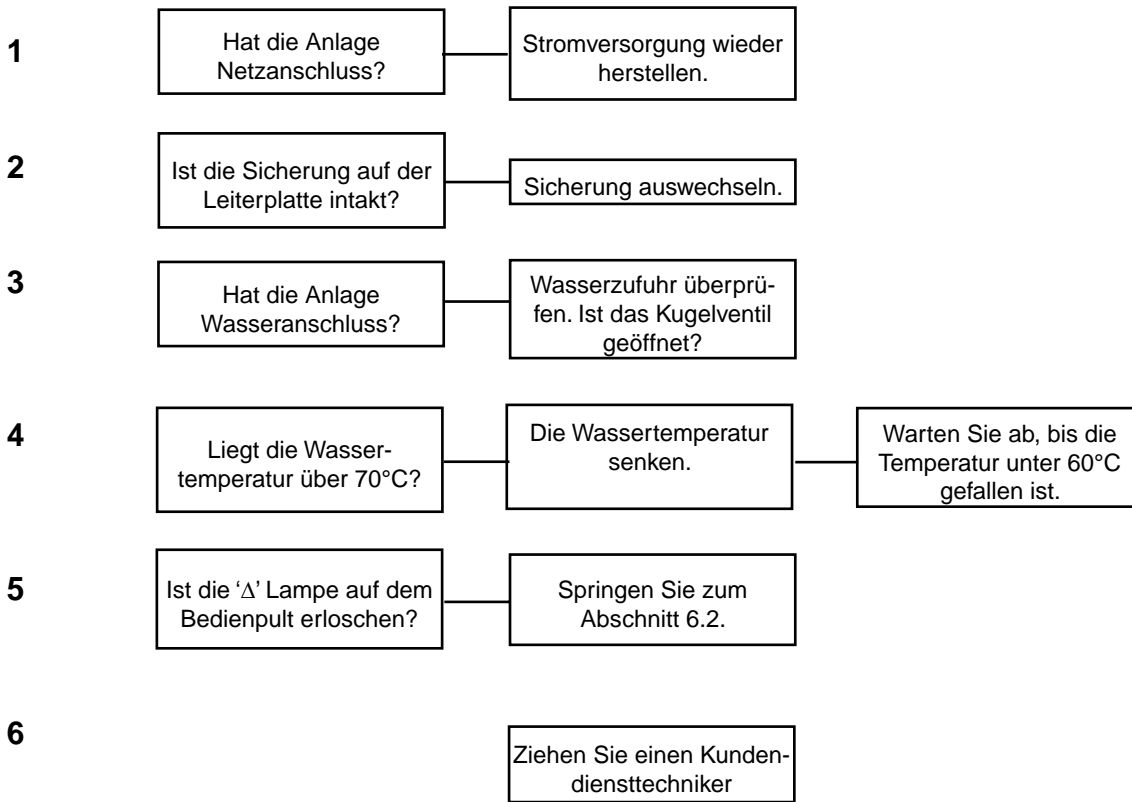 1
Hat die Anlage
Netzanschluss?
Stromversorgung wieder
herstellen.
2
Ist die Sicherung auf der
Leiterplatte intakt?
Sicherung auswechseln.
3
Hat die Anlage
Wasseranschluss?
Wasserzufuhr überprü-
fen. Ist das Kugelventil
geöffnet?
4
Liegt die Wasser-
temperatur über 70°C?
Die Wassertemperatur
senken.
Warten Sie ab, bis die
Temperatur unter 60°C
gefallen ist.
5
Ist die ‘Δ’ Lampe auf dem
Bedienpult erloschen?
Springen Sie zum
Abschnitt 6.2.
6
Ziehen Sie einen Kunden-
diensttechniker